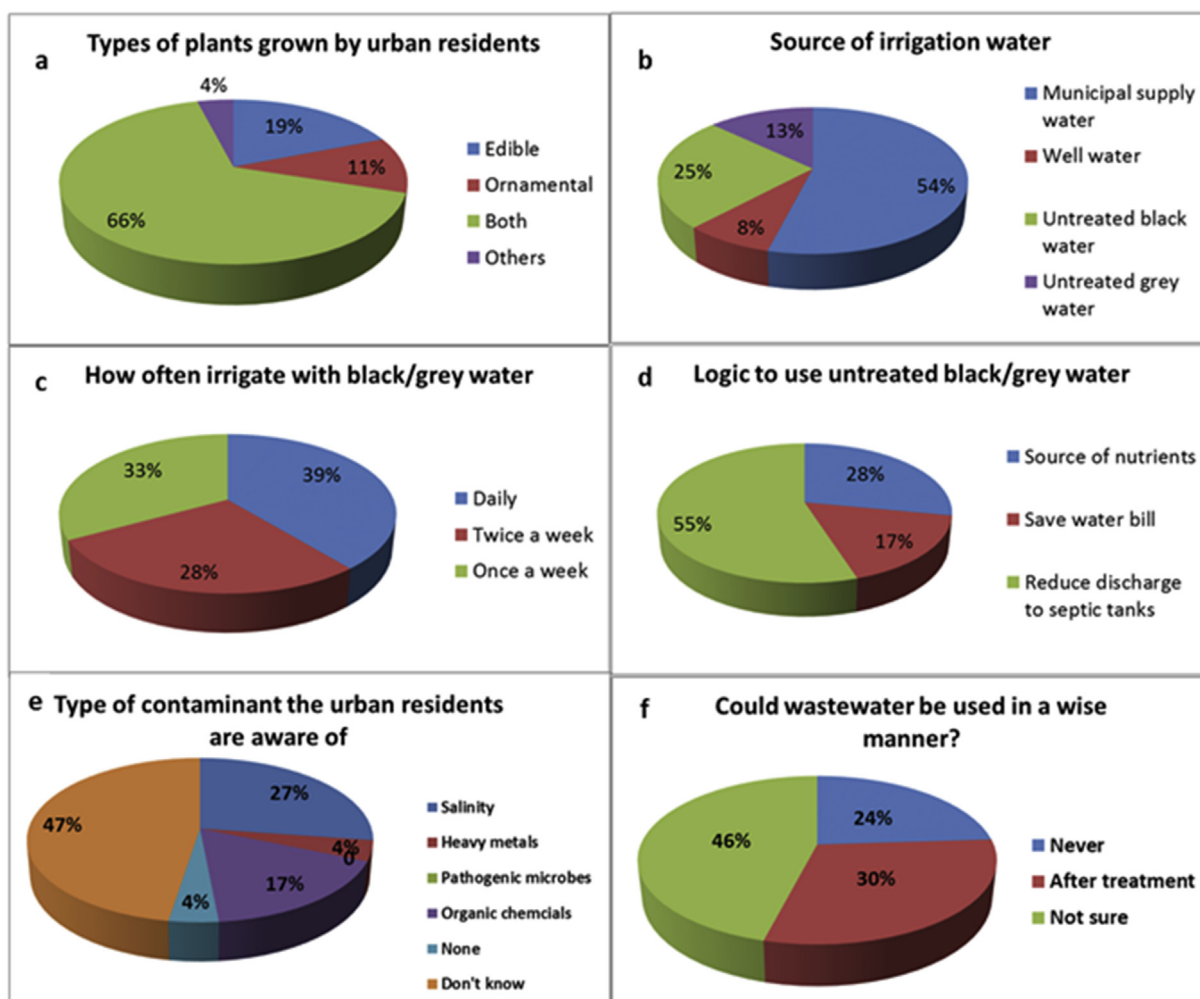 a
Types of plants grown by urban residents
4%
19%
11%
66%
Edible
Ornamental
Both
Others
b
Source of irrigation water
13%
25%
54%
8%
Municipal supply
water
Well water
Untreated black
water
Untreated grey
water
c
How often irrigate with black/grey water
33%
39%
28%
Daily
Twice a week
Once a week
d
Logic to use untreated black/grey water
28%
55%
17%
Source of nutrients
Save water bill
Reduce discharge
to septic tanks
e
Type of contaminant the urban residents
are aware of
27%
47%
4%
0
17%
4%
Salinity
Heavy metals
Pathogenic microbes
Organic chemcials
None
Don't know
f
Could wastewater be used in a wise
manner?
24%
46%
30%
Never
After treatment
Not sure